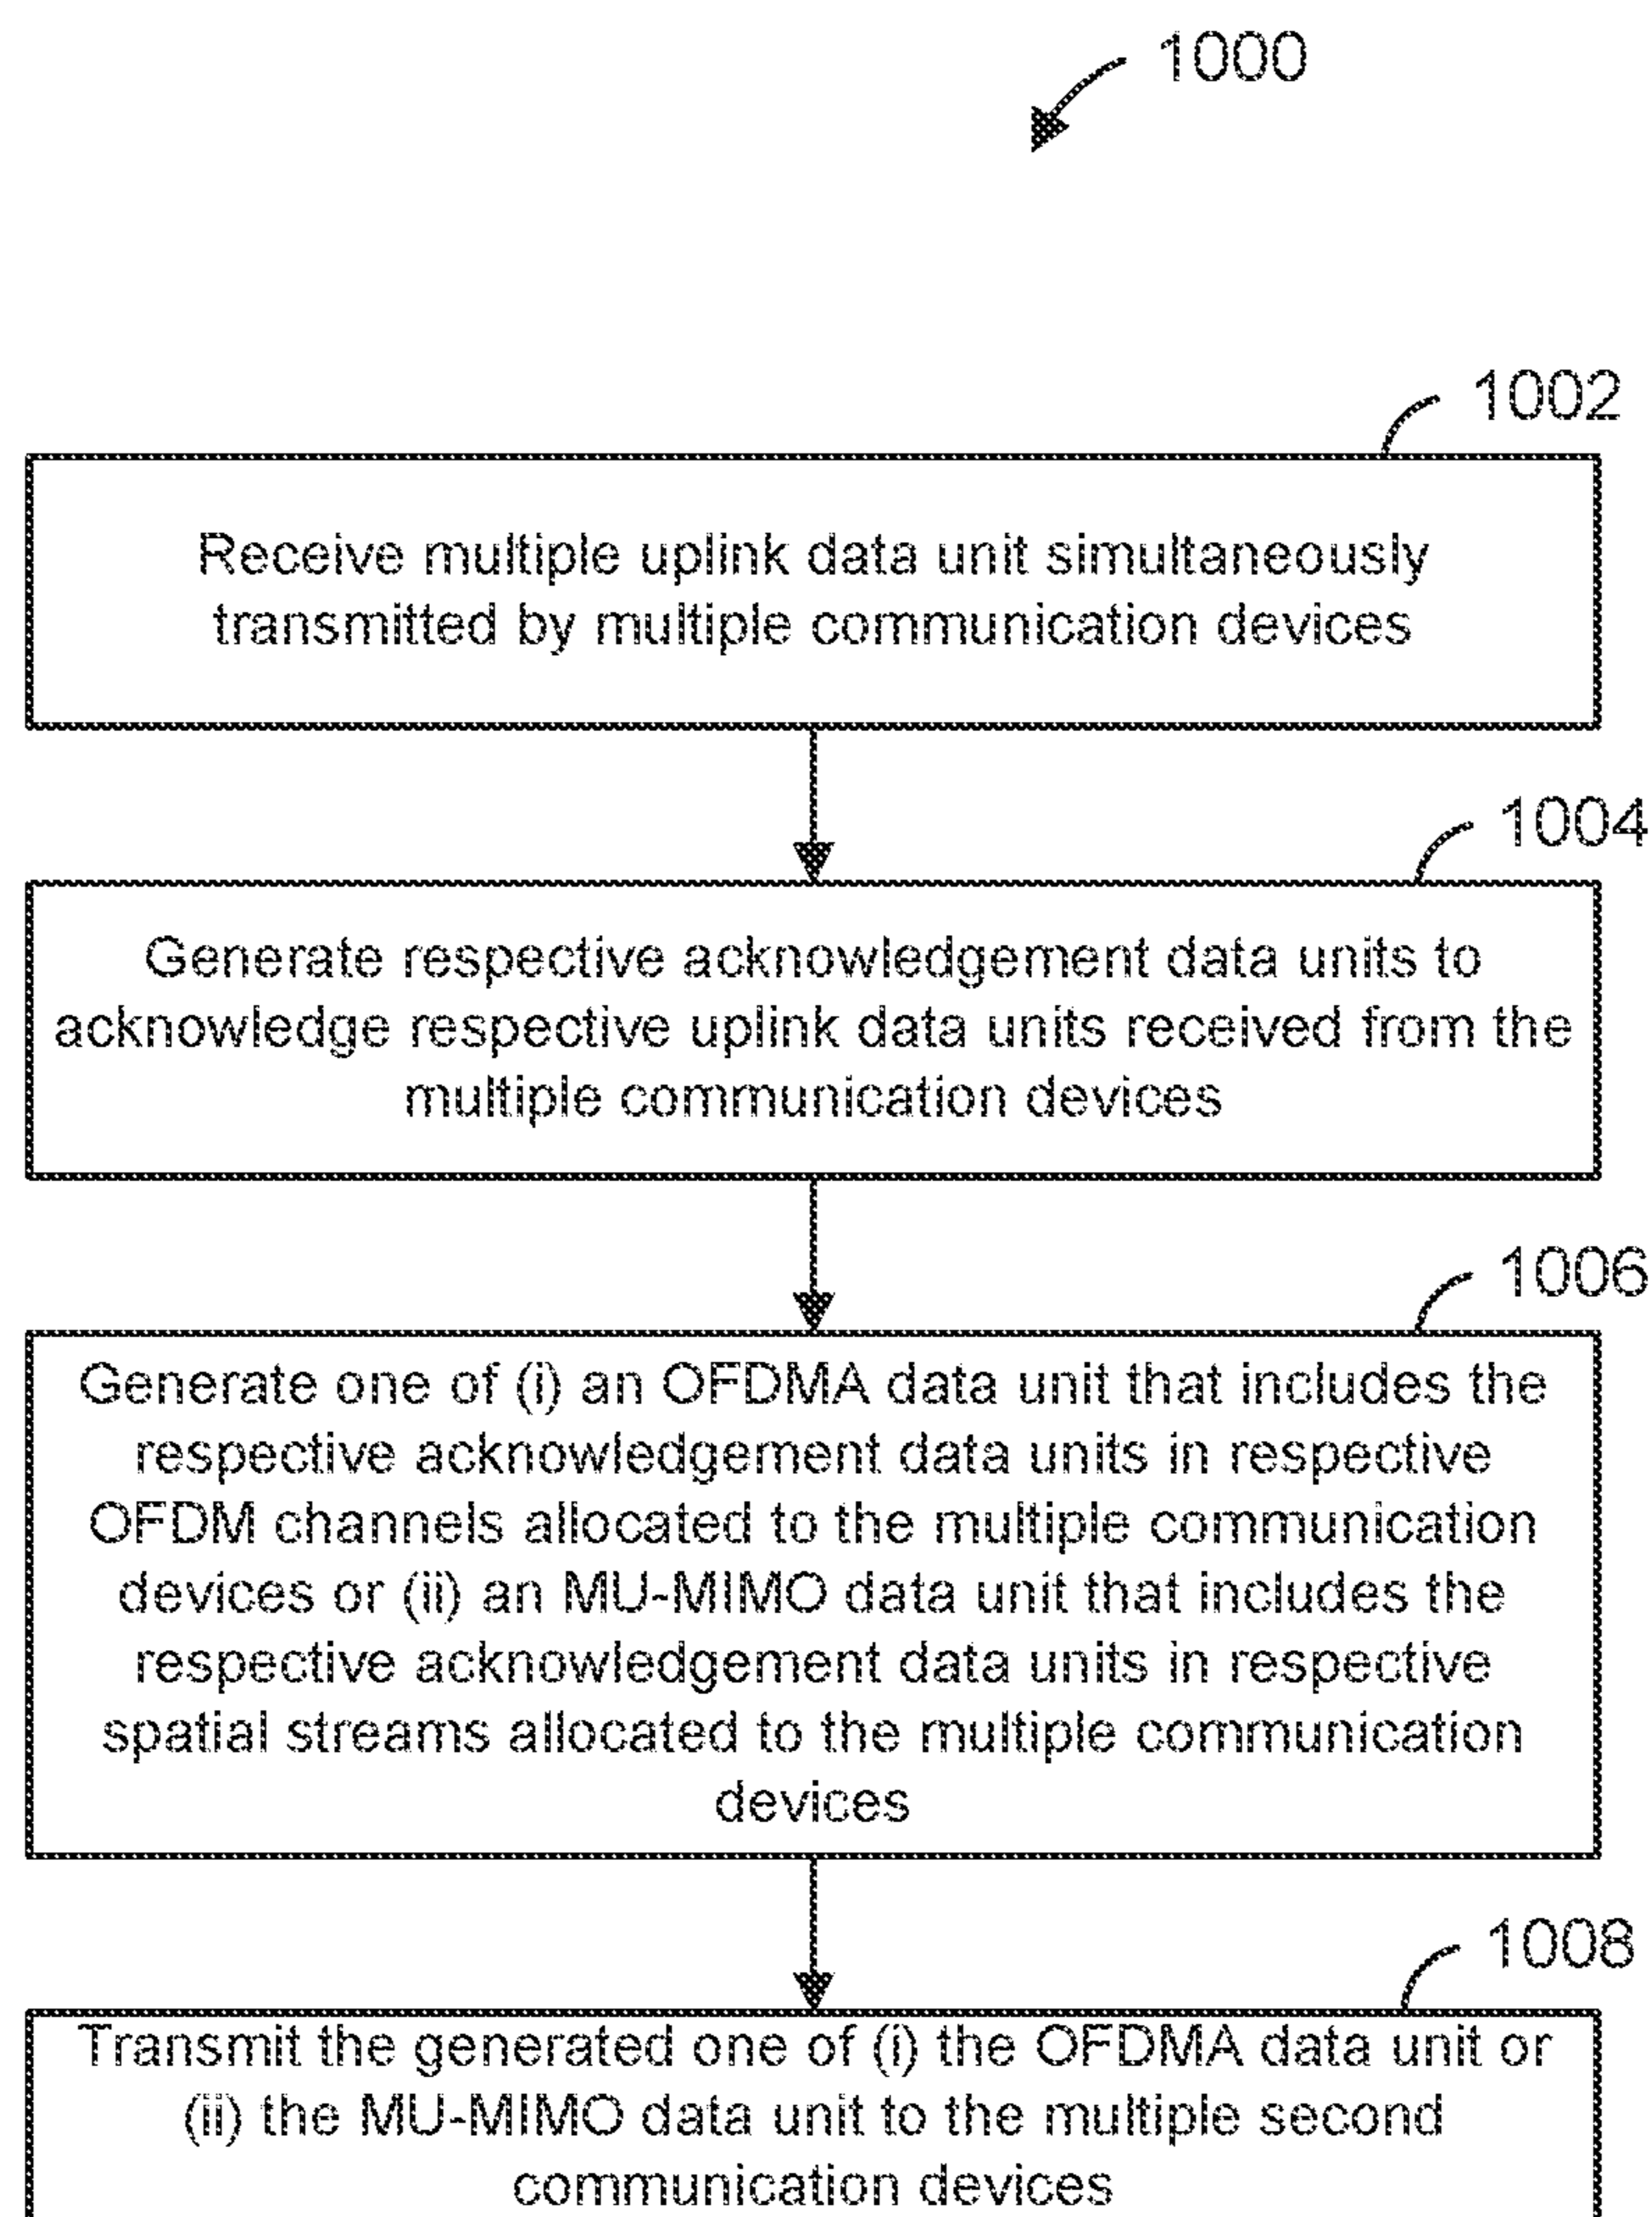 1000
1002
Receive multiple uplink data unit simultaneously
transmitted by multiple communication devices
1004
Generate respective acknowledgement data units to
acknowledge respective uplink data units received from the
multiple communication devices
1006
Generate one of (i) an OFDMA data unit that includes the
respective acknowledgement data units in respective
OFDM channels allocated to the multiple communication
devices or (ii) an MU-MIMO data unit that includes the
respective acknowledgement data units in respective
spatial streams allocated to the multiple communication
devices
1008
Transmit the generated one of (i) the OFDMA data unit or
(ii) the MU-MIMO data unit to the multiple second
communication devices